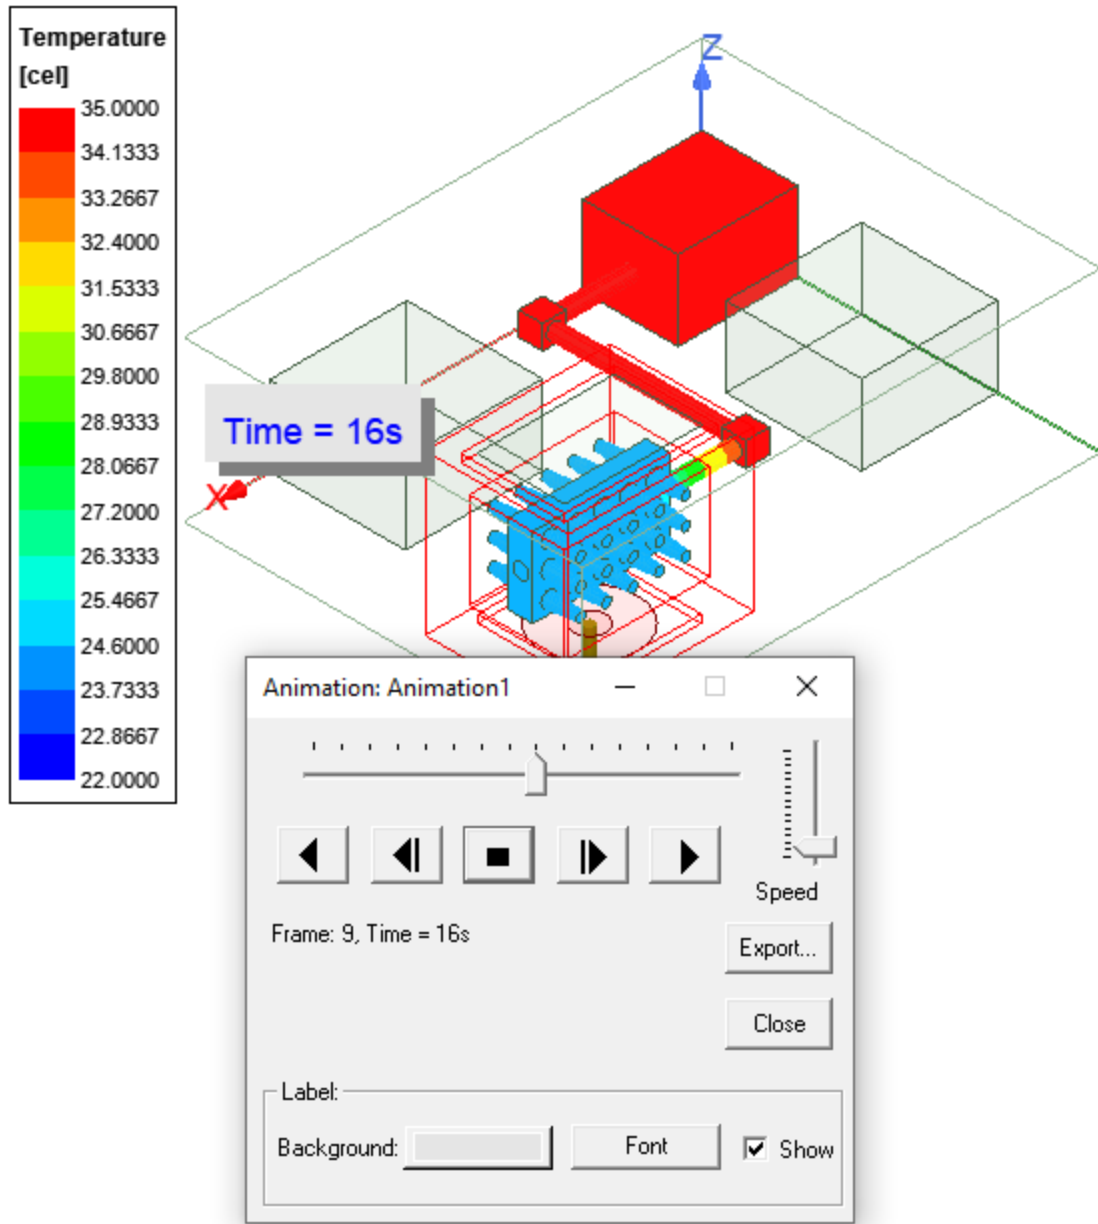 Temperature
[cel]
35.0000
34.1333
33.2667
32.4000
31.5333
30.6667
29.8000
28.9333
28.0667
27.2000
26.3333
25.4667
24.6000
23.7333
22.8667
22.0000
Z
Time = 16s
X
Animation: Animation1
Speed
Frame: 9, Time = 16s
Export...
Close
Label:
Background:
Font
Show